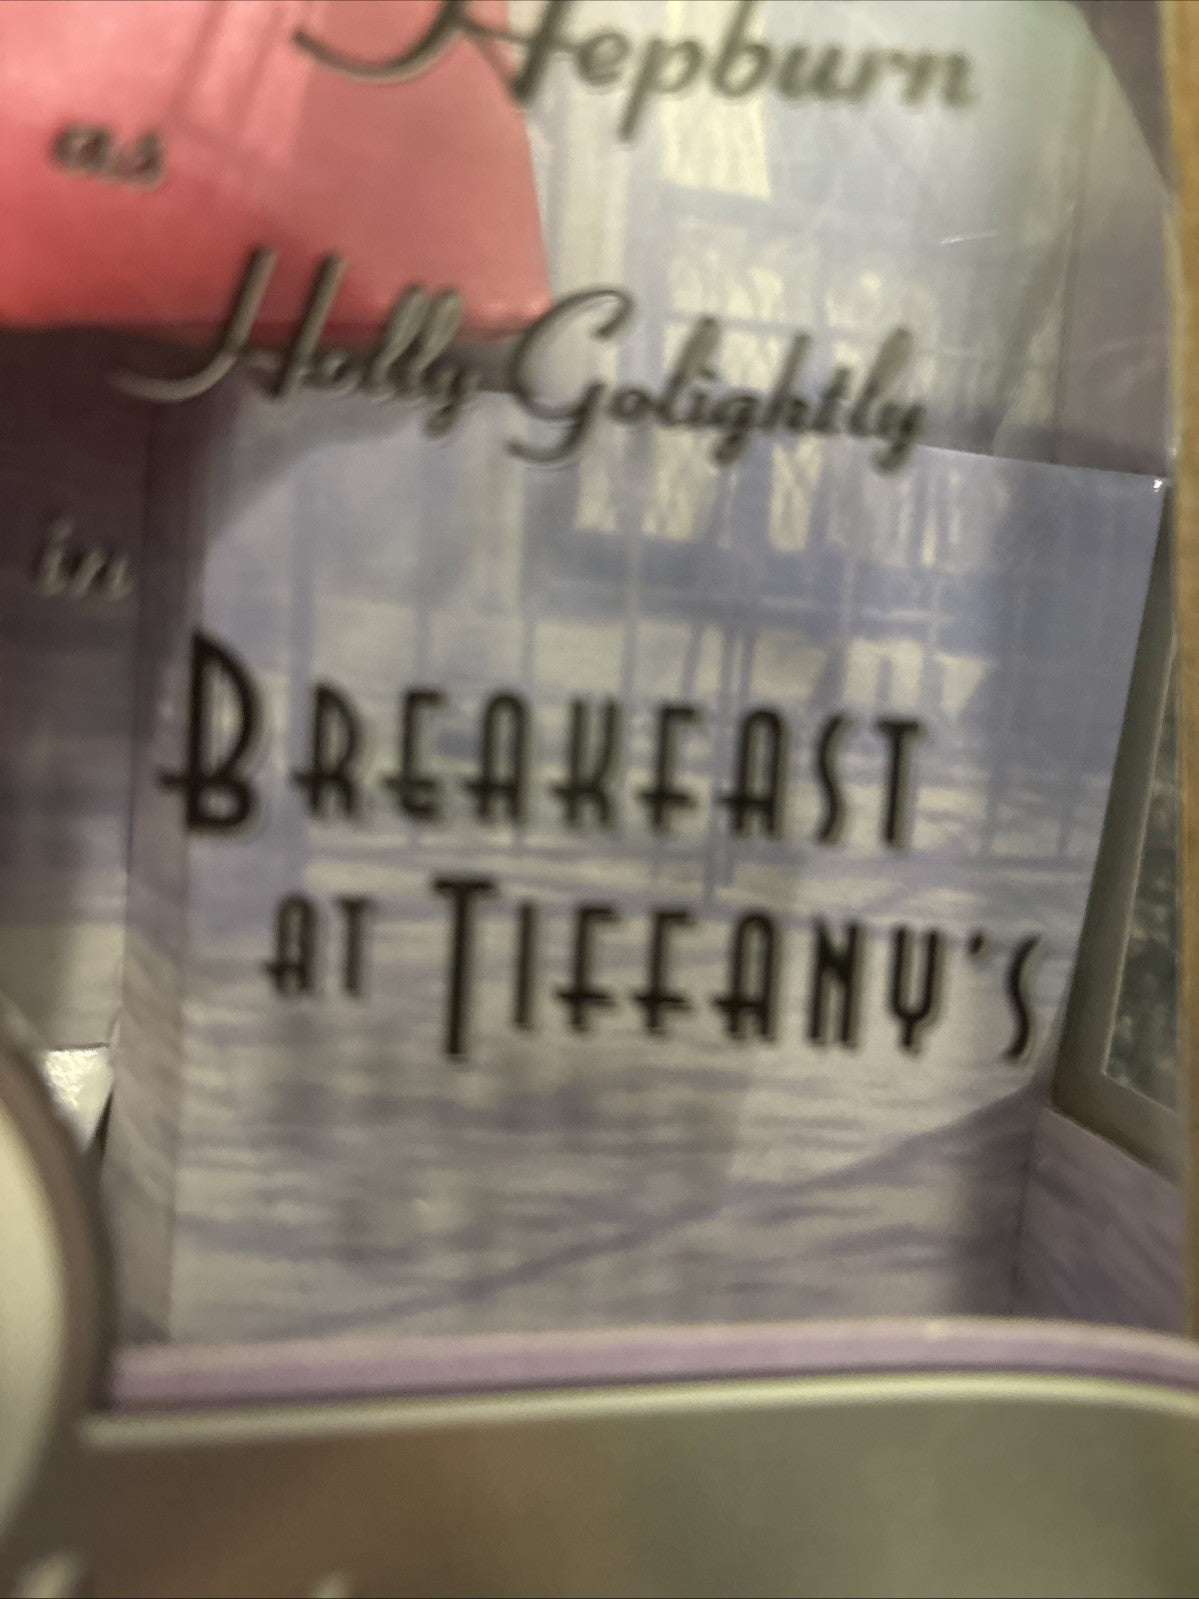 Hepburn
as
Holly Golightly
in
BREAKFAST
AT TIFFANY'S